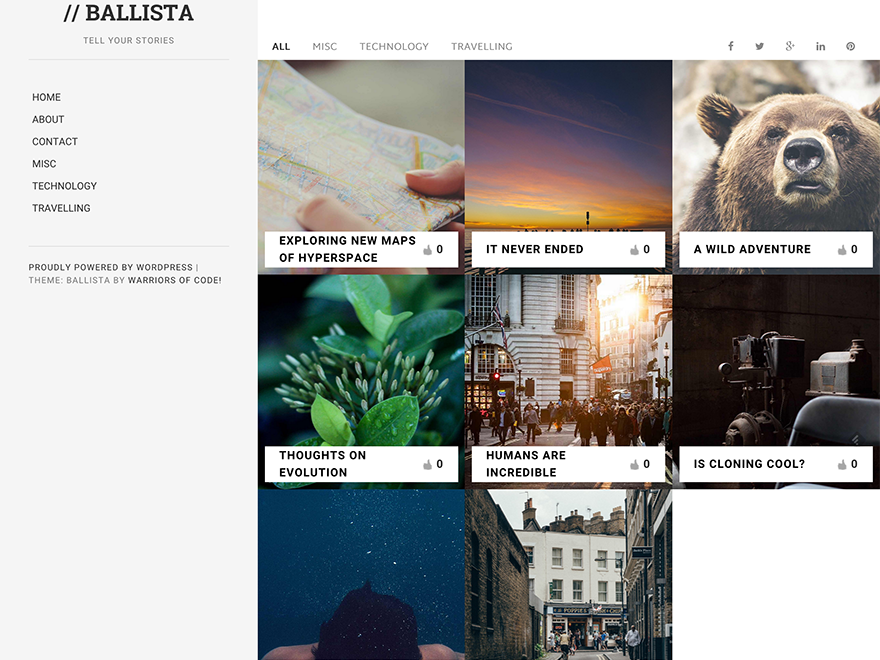 // BALLISTA
TELL YOUR STORIES
HOME
ABOUT
CONTACT
MISC
TECHNOLOGY
TRAVELLING
PROUDLY POWERED BY WORDPRESS |
THEME: BALLISTA BY WARRIORS OF CODE!
ALL MISC TECHNOLOGY TRAVELLING
EXPLORING NEW MAPS
OF HYPERSPACE
0
IT NEVER ENDED
0
A WILD ADVENTURE
0
THOUGHTS ON
EVOLUTION
0
HUMANS ARE
INCREDIBLE
0
IS CLONING COOL?
0
POPPIES